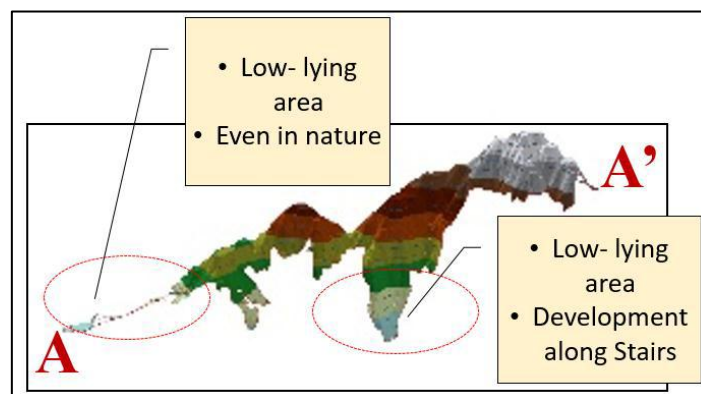 • Low- lying
area
• Even in nature
A’
• Low- lying
area
• Development
along Stairs
A